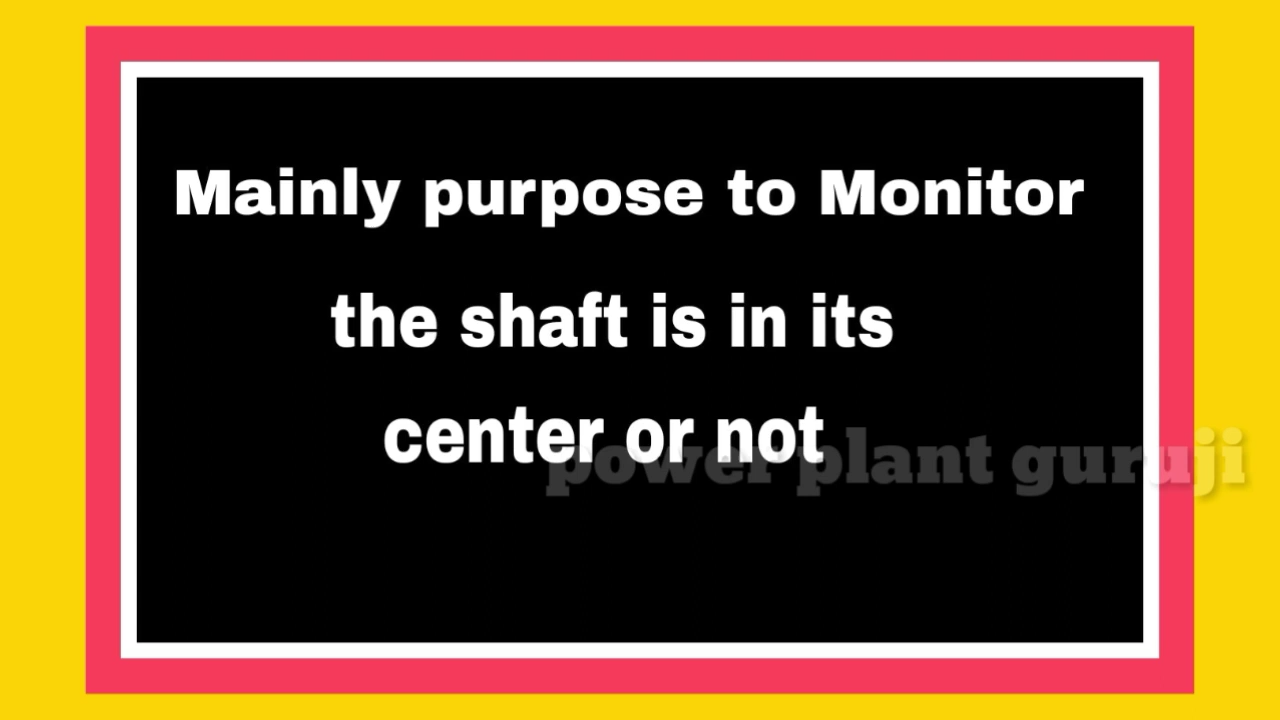 Mainly purpose to Monitor
the shaft is in its
center or not
power plant guruji